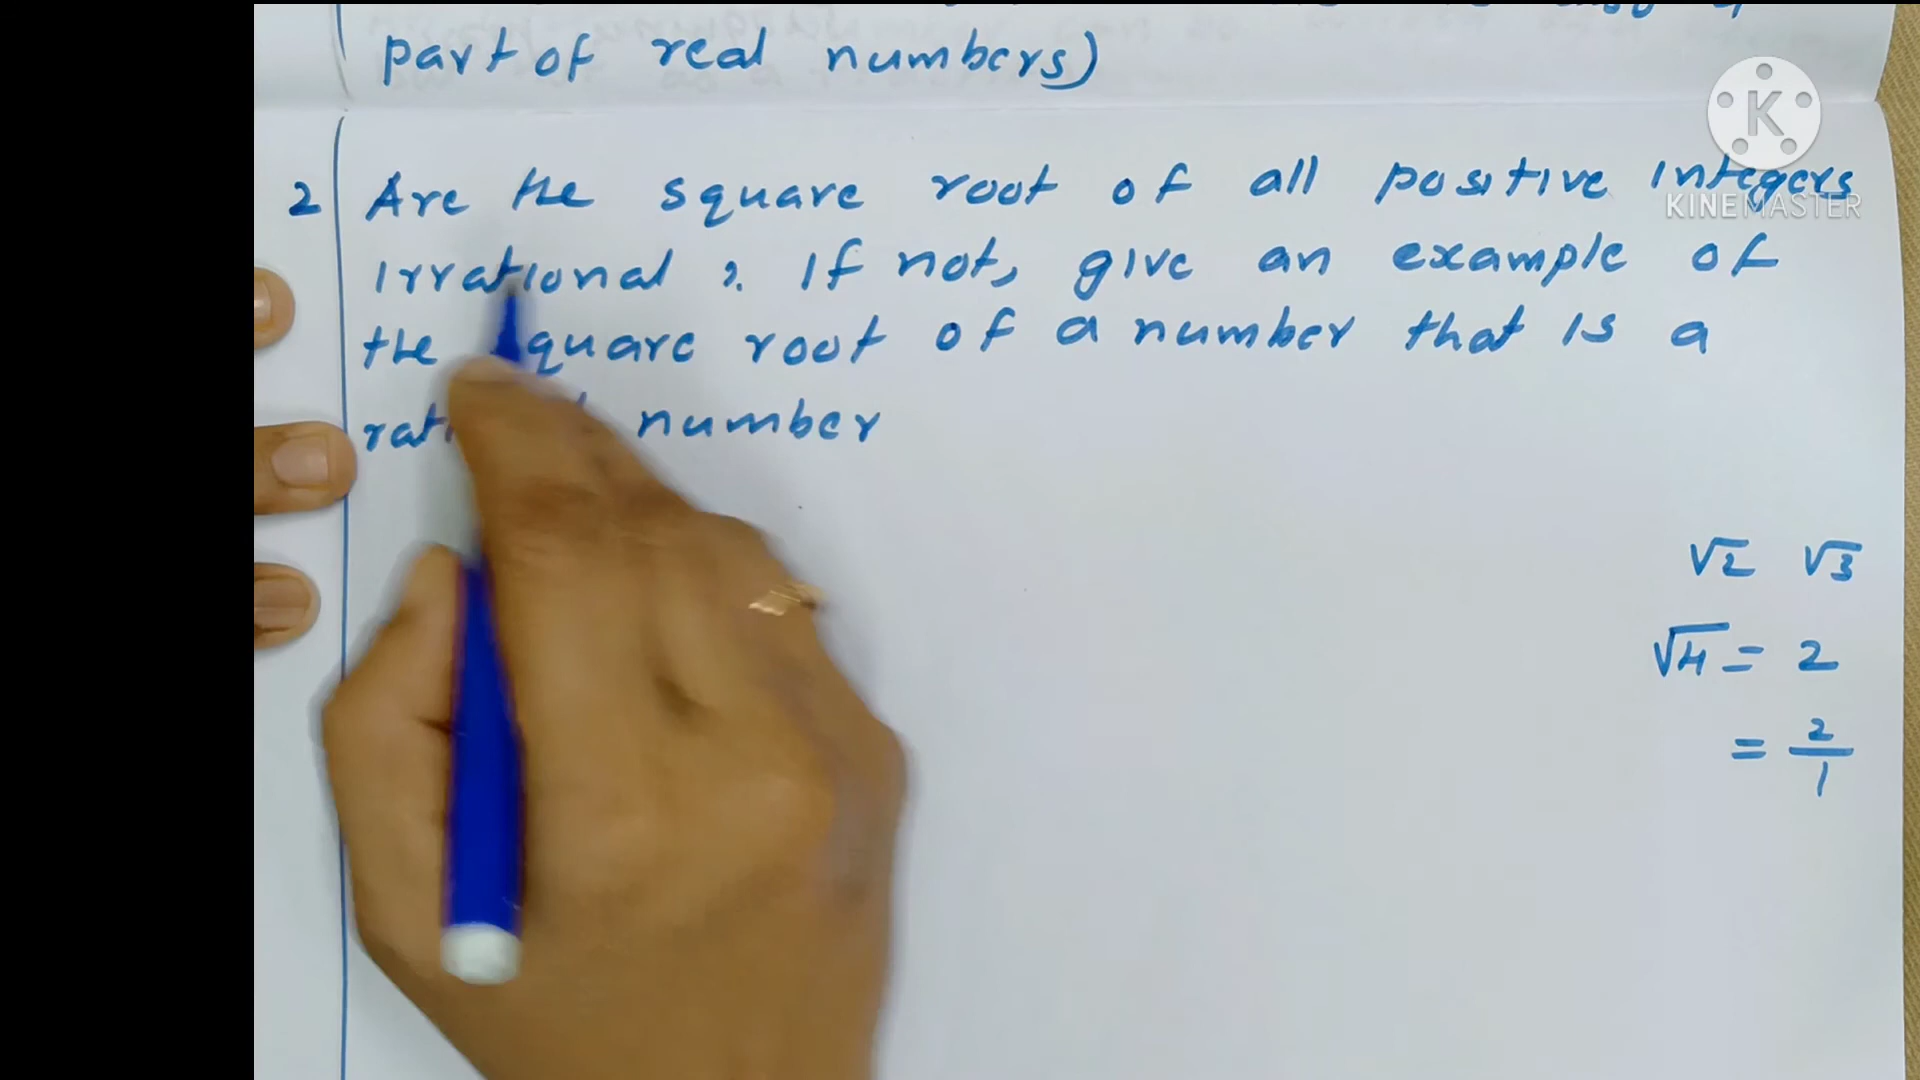 part of real numbers)
2 Are the square root of all positive integers
irrational ? If not, give an example of
the square root of a number that is a
number
√2 √3
√4 = 2
= 2/1
K
KINEMASTER